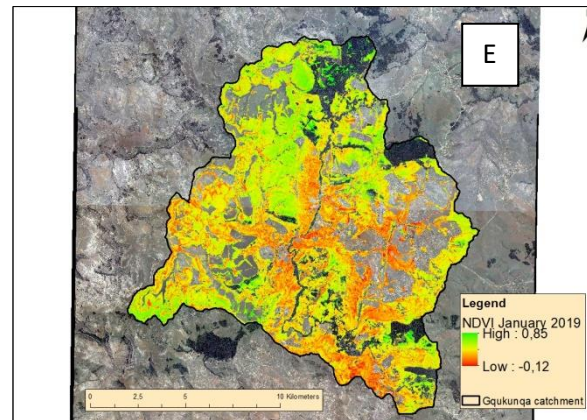 E
Legend
NDVI January 2019
High : 0,85
Low : -0,12
Gqukunqa catchment
0 2,5 5 10 Kilometers